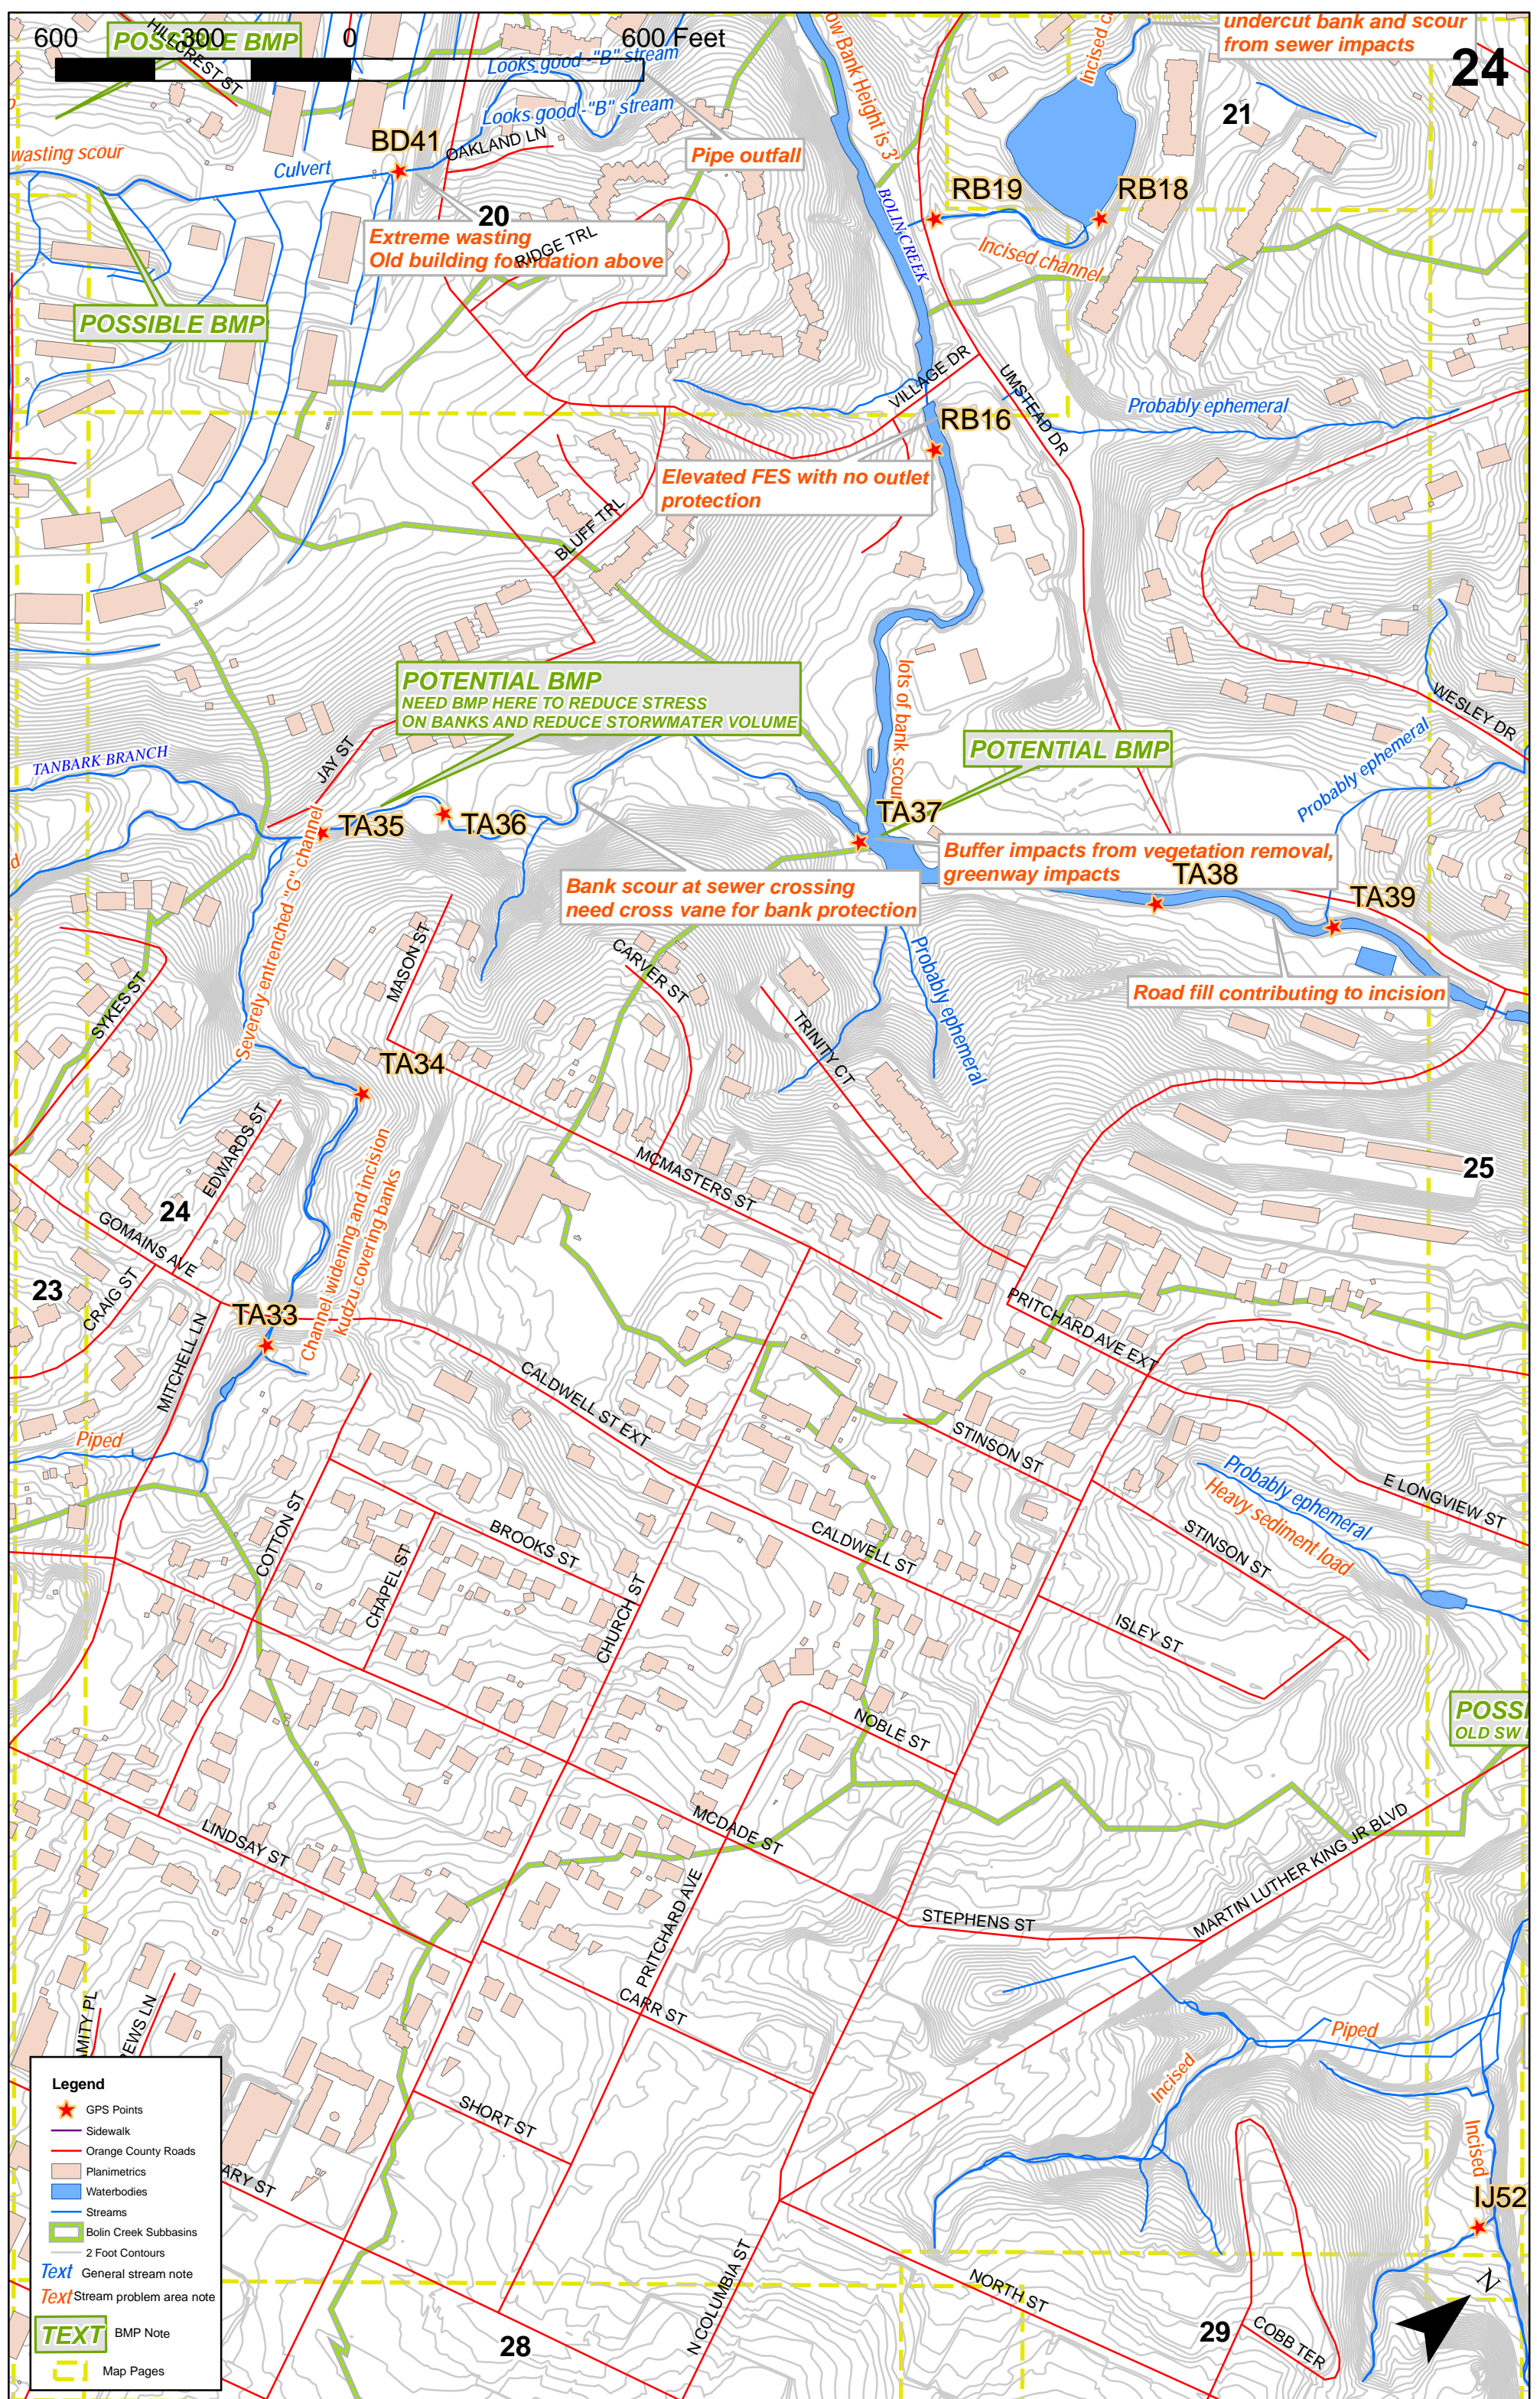 600
300
0
600 Feet
POSSIBLE BMP
HILLCREST ST
Looks good -"B" stream
Looks good -"B" stream
Incised
undercut bank and scour
from sewer impacts
24
21
wasting scour
Culvert
BD41
OAKLAND LN
Pipe outfall
Bank Height is 3
BOLIN CREEK
RB19
RB18
Incised channel
20
Extreme wasting
Old building foundation above
RIDGE TRL
POSSIBLE BMP
VILLAGE DR
UMSTEAD DR
RB16
Probably ephemeral
Elevated FES with no outlet
protection
BLUFF TRL
POTENTIAL BMP
NEED BMP HERE TO REDUCE STRESS
ON BANKS AND REDUCE STORWMATER VOLUME
lots of bank scour
WESLEY DR
POTENTIAL BMP
Probably ephemeral
TANBARK BRANCH
JAY ST
TA35
TA36
TA37
Buffer impacts from vegetation removal,
greenway impacts
TA38
TA39
Bank scour at sewer crossing
need cross vane for bank protection
Severely entrenched "G" channel
MASON ST
CARVER ST
Probably ephemeral
Road fill contributing to incision
SYKES ST
TRINITY CT
TA34
EDWARDS ST
MCMASTERS ST
25
24
GOMAINS AVE
Channel widening and incision
kudzu covering banks
23
CRAIG ST
TA33
MITCHELL LN
PRITCHARD AVE EXT
CALDWELL ST EXT
Piped
STINSON ST
Probably ephemeral
Heavy sediment load
E LONGVIEW ST
COTTON ST
BROOKS ST
CHAPEL ST
CALDWELL ST
STINSON ST
CHURCH ST
ISLEY ST
NOBLE ST
OLD SW
LINDSAY ST
MCDADE ST
MARTIN LUTHER KING JR BLVD
PRITCHARD AVE
STEPHENS ST
CARR ST
Piped
Incised
SHORT ST
Incised
IJ52
N COLUMBIA ST
NORTH ST
N
COBB TER
28
29
AMITY PL
Legend
GPS Points
Sidewalk
Orange County Roads
Planimetrics
Waterbodies
Streams
Bolin Creek Subbasins
2 Foot Contours
Text General stream note
Text Stream problem area note
TEXT BMP Note
Map Pages